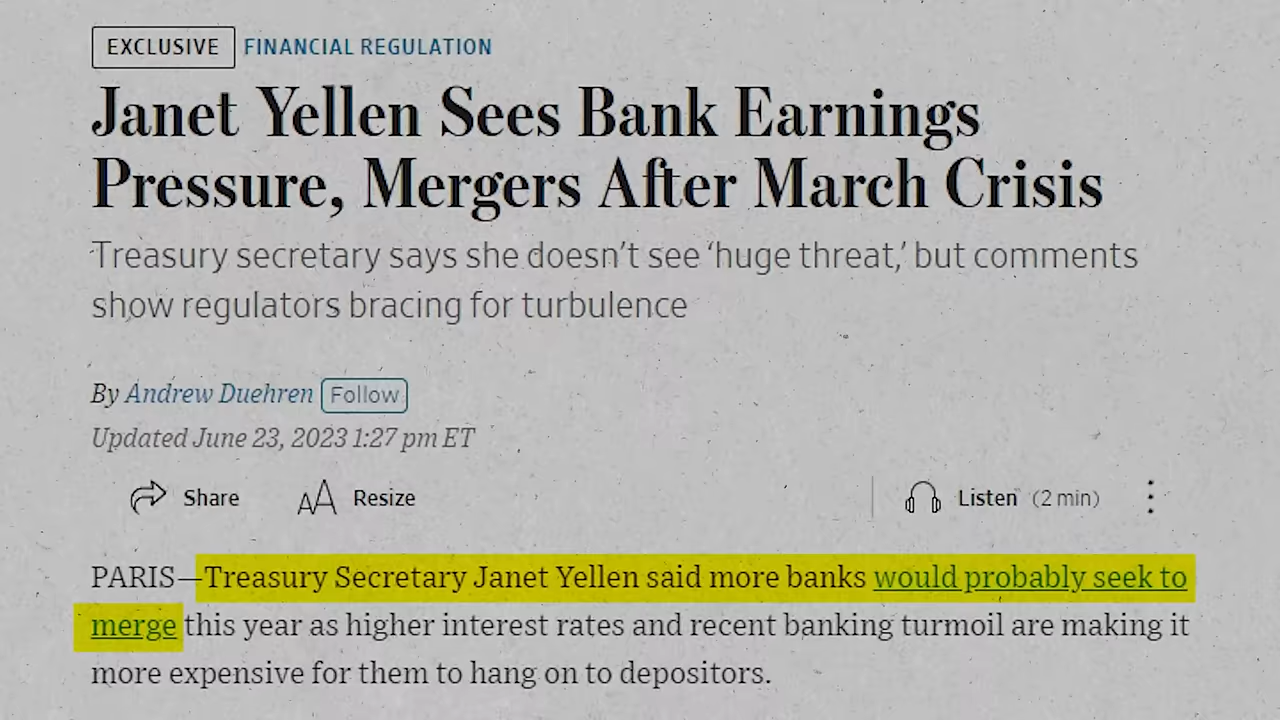 EXCLUSIVE FINANCIAL REGULATION
Janet Yellen Sees Bank Earnings
Pressure, Mergers After March Crisis
Treasury secretary says she doesn’t see ‘huge threat,’ but comments
show regulators bracing for turbulence
By Andrew Duehren Follow
Updated June 23, 2023 1:27 pm ET
Share AA Resize Listen (2 min)
PARIS—Treasury Secretary Janet Yellen said more banks would probably seek to
merge this year as higher interest rates and recent banking turmoil are making it
more expensive for them to hang on to depositors.